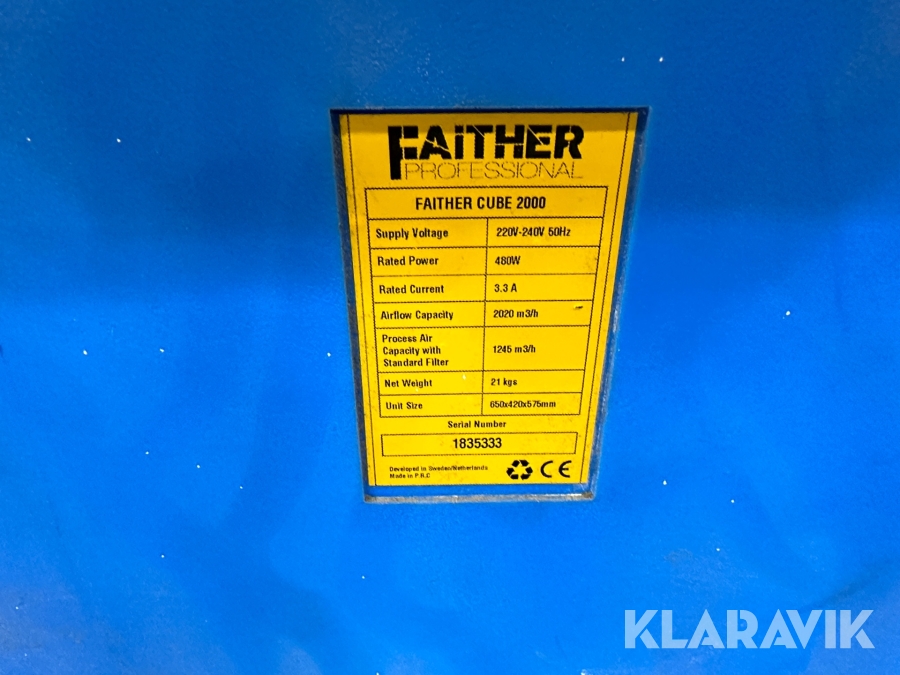 FAiTHER
PROFESSIONAL
FAITHER CUBE 2000
Supply Voltage 220V-240V 50Hz
Rated Power 480W
Rated Current 3.3 A
Airflow Capacity 2020 m3/h
Process Air
Capacity with
Standard Filter 1245 m3/h
Net Weight 21 kgs
Unit Size 650x420x575mm
Serial Number
1835333
Developed in Sweden/Netherland's
Made in P.R.C
CE
KLARAVIK